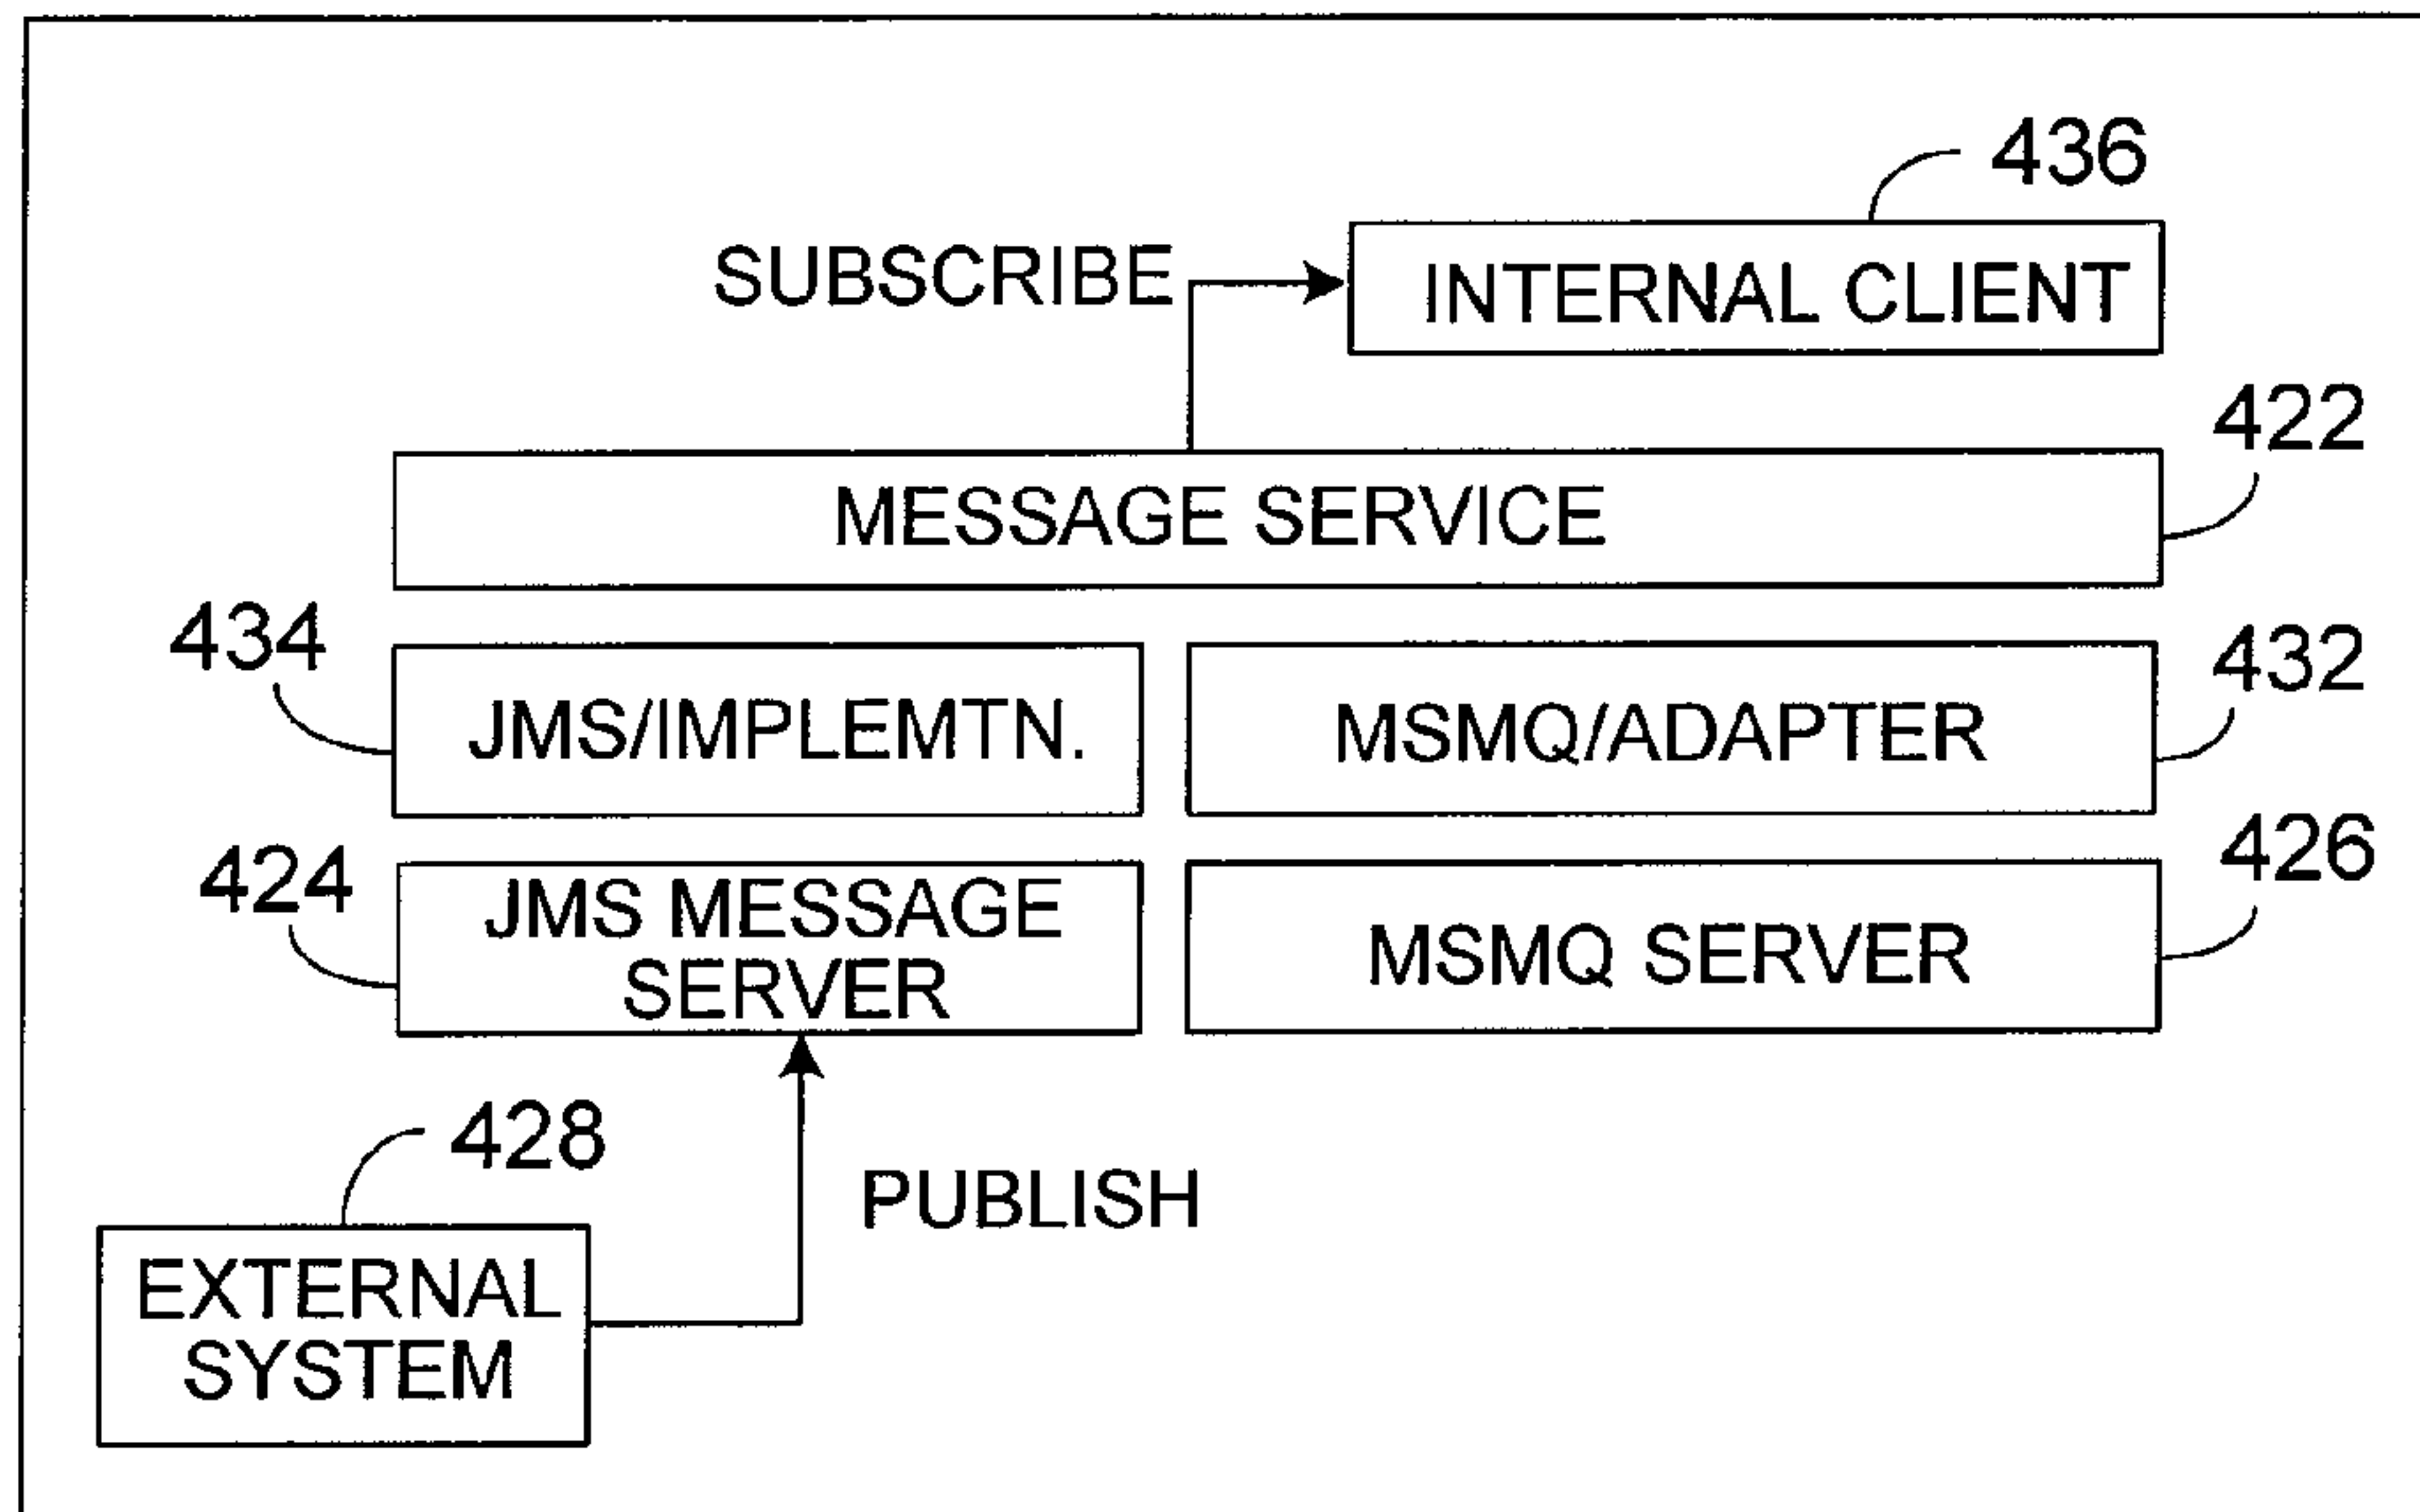 436
SUBSCRIBE
INTERNAL CLIENT
422
MESSAGE SERVICE
434
432
JMS/IMPLEMTN.
MSMQ/ADAPTER
424
426
JMS MESSAGE
SERVER
MSMQ SERVER
428
PUBLISH
EXTERNAL
SYSTEM